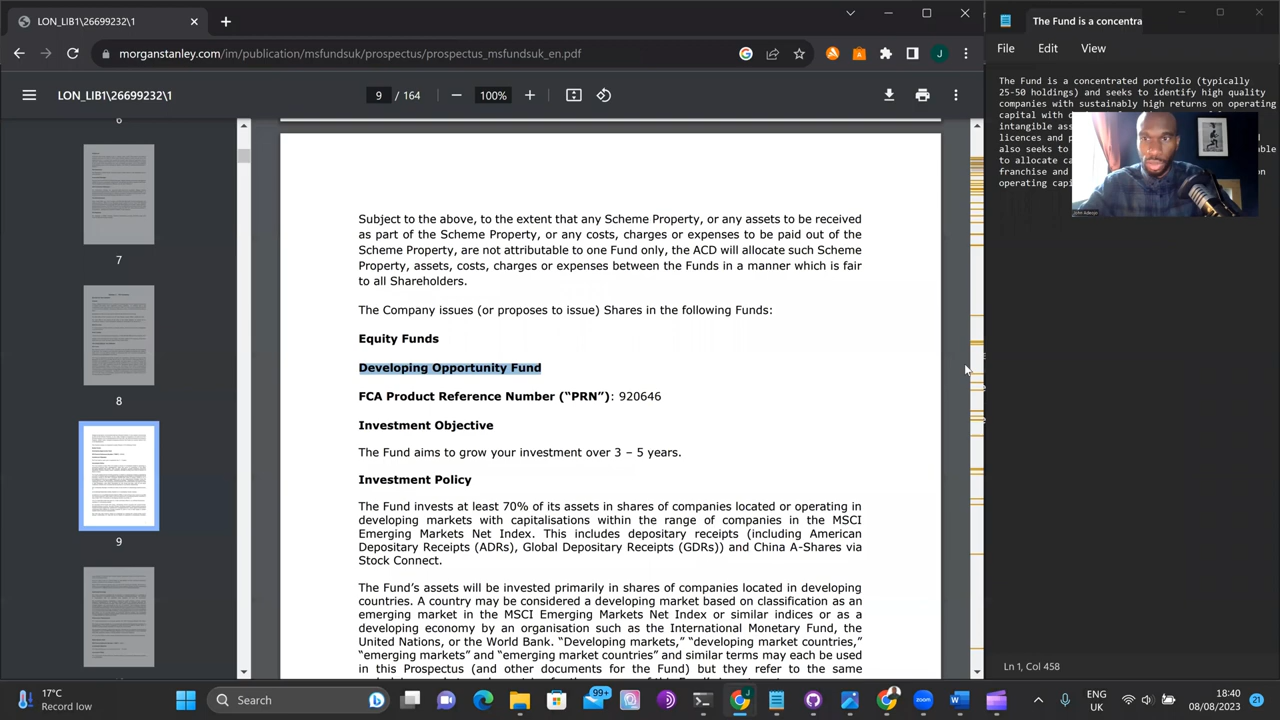 LON_LIB1\26699232\1
morganstanley.com/im/publication/msfundsuk/prospectus/prospectus_msfundsuk_en.pdf
LON_LIB1\26699232\1
9 / 164
100%
6
7
8
9
Subject to the above, to the extent that any Scheme Property, or any assets to be received
as part of the Scheme Property or any costs, charges or expenses to be paid out of the
Scheme Property, are not attributable to one Fund only, the ACD will allocate such Scheme
Property, assets, costs, charges or expenses between the Funds in a manner which is fair
to all Shareholders.
The Company issues (or proposes to issue) Shares in the following Funds:
Equity Funds
Developing Opportunity Fund
FCA Product Reference Number (“PRN”): 920646
Investment Objective
The Fund aims to grow your investment over 3 – 5 years.
Investment Policy
The Fund invests at least 70% of its assets in shares of companies located or operating in
developing markets with capitalisations within the range of companies in the MSCI
Emerging Markets Net Index. This includes depositary receipts (including American
Depositary Receipts (ADRs), Global Depositary Receipts (GDRs)) and China A-Shares via
Stock Connect.
The Fund’s assets will be invested primarily in shares of companies located in developing
countries. A country may be considered a developing market based on classification as an
emerging market in the MSCI Emerging Markets Net Index or similar indices or as a
developing economy by an organisation such as the International Monetary Fund, the
United Nations, or the World Bank. “Developing markets,” “developing market countries,”
“emerging markets” and “emerging market countries” and similar terms may each be used
in this Prospectus (and other documents for the Fund) but they refer to the same
The Fund is a concentra
File Edit View
The Fund is a concentrated portfolio (typically
25-50 holdings) and seeks to identify high quality
companies with sustainably high returns on operating
capital with
intangible
licences and
also seeks to
to allocate
franchise and on
operating
John Adeojo
Ln 1, Col 458
17°C
Record low
Search
99+
ENG
UK
18:40
08/08/2023
21